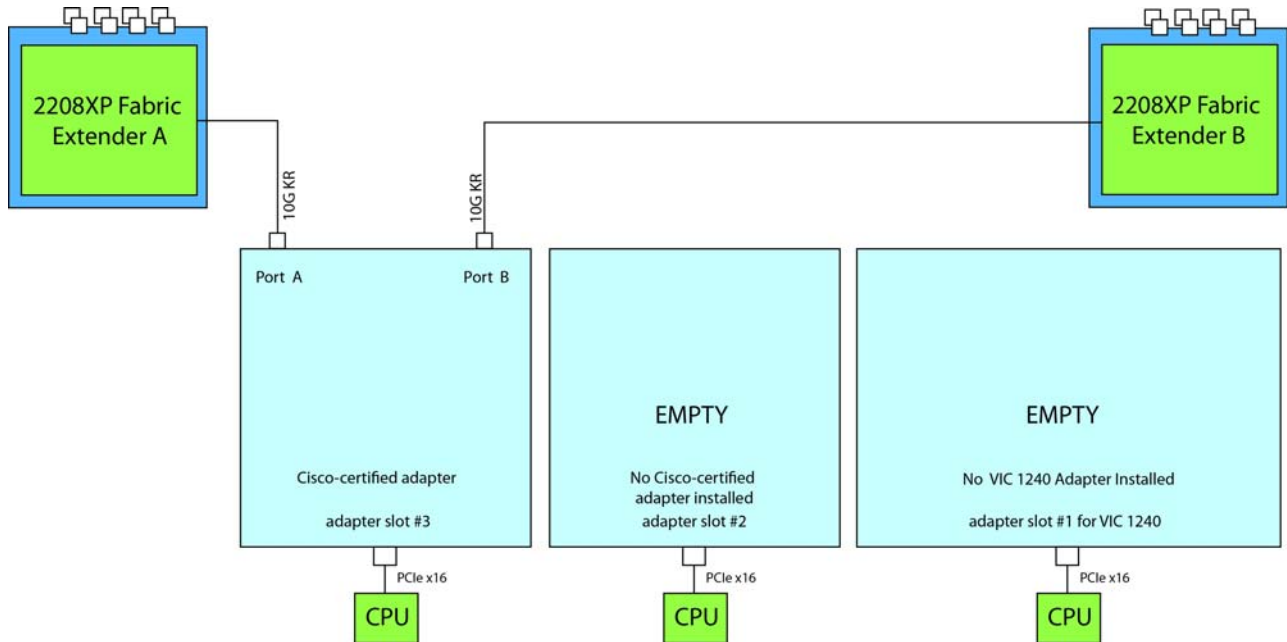 2208XP Fabric
Extender A
2208XP Fabric
Extender B
10G KR
10G KR
Port A
Port B
Cisco-certified adapter
adapter slot #3
EMPTY
No Cisco-certified
adapter installed
adapter slot #2
EMPTY
No VIC 1240 Adapter Installed
adapter slot #1 for VIC 1240
PCIe x16
PCIe x16
PCIe x16
CPU
CPU
CPU